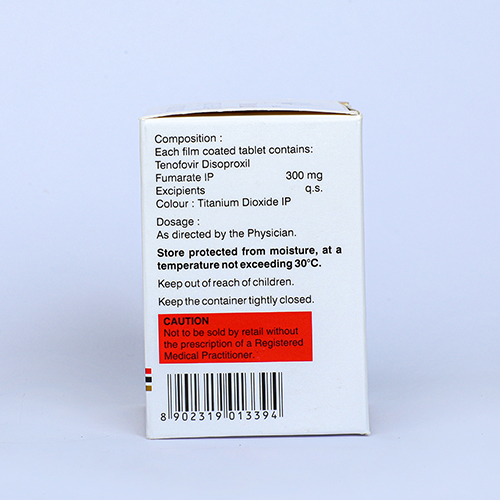 Composition :
Each film coated tablet contains:
Tenofovir Disoproxil
Fumarate IP 300 mg
Excipients q.s.
Colour : Titanium Dioxide IP
Dosage :
As directed by the Physician.
Store protected from moisture, at a
temperature not exceeding 30°C.
Keep out of reach of children.
Keep the container tightly closed.
CAUTION
Not to be sold by retail without
the prescription of a Registered
Medical Practitioner.
8 902319 013394